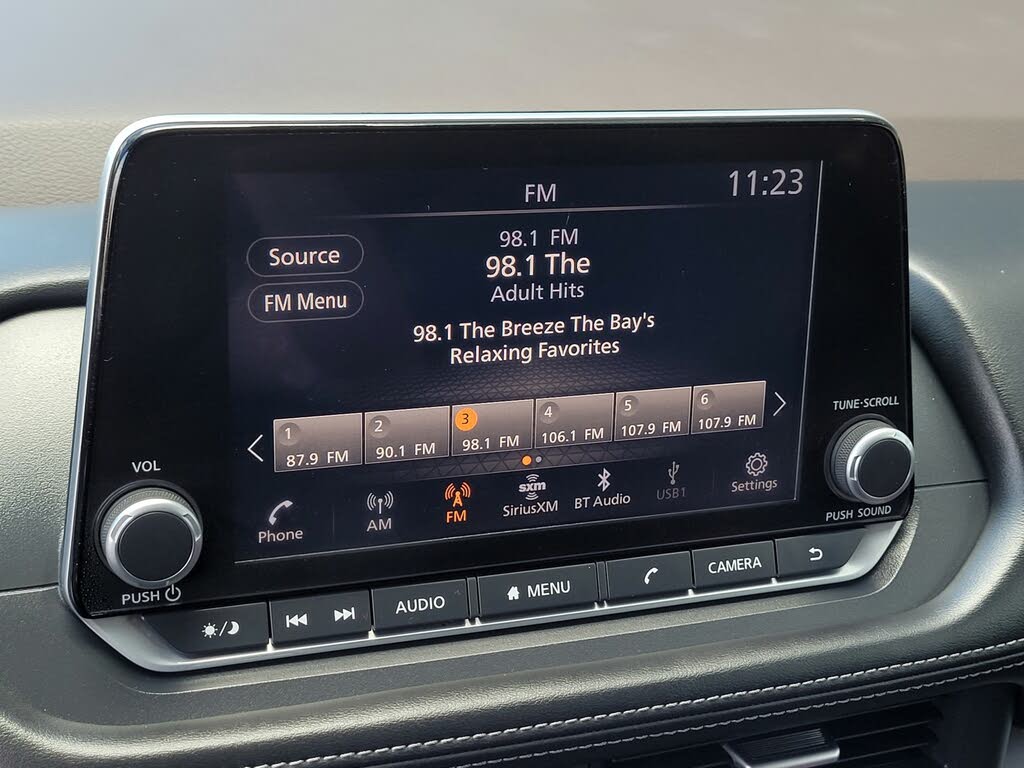 FM
11:23
Source
FM Menu
98.1 FM
98.1 The
Adult Hits
98.1 The Breeze The Bay's
Relaxing Favorites
1
87.9 FM
2
90.1 FM
3
98.1 FM
4
106.1 FM
5
107.9 FM
6
107.9 FM
Phone
AM
FM
sxm
SiriusXM
BT Audio
USB1
Settings
VOL
PUSH
TUNE·SCROLL
PUSH SOUND
AUDIO
MENU
CAMERA